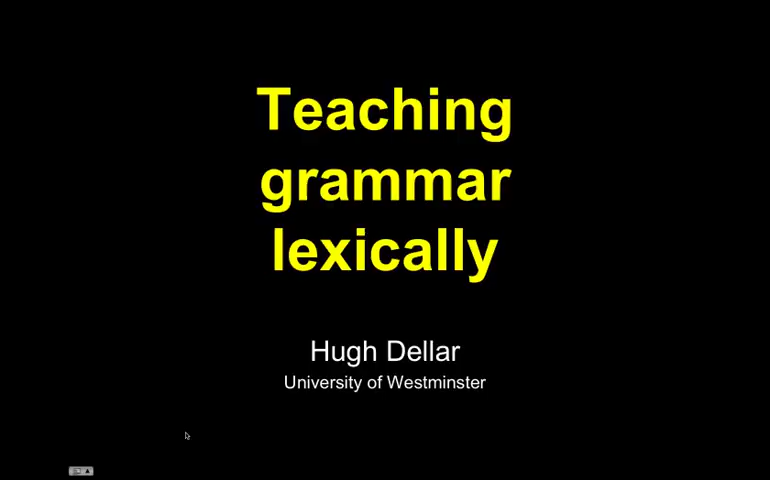 Teaching
grammar
lexically
Hugh Dellar
University of Westminster